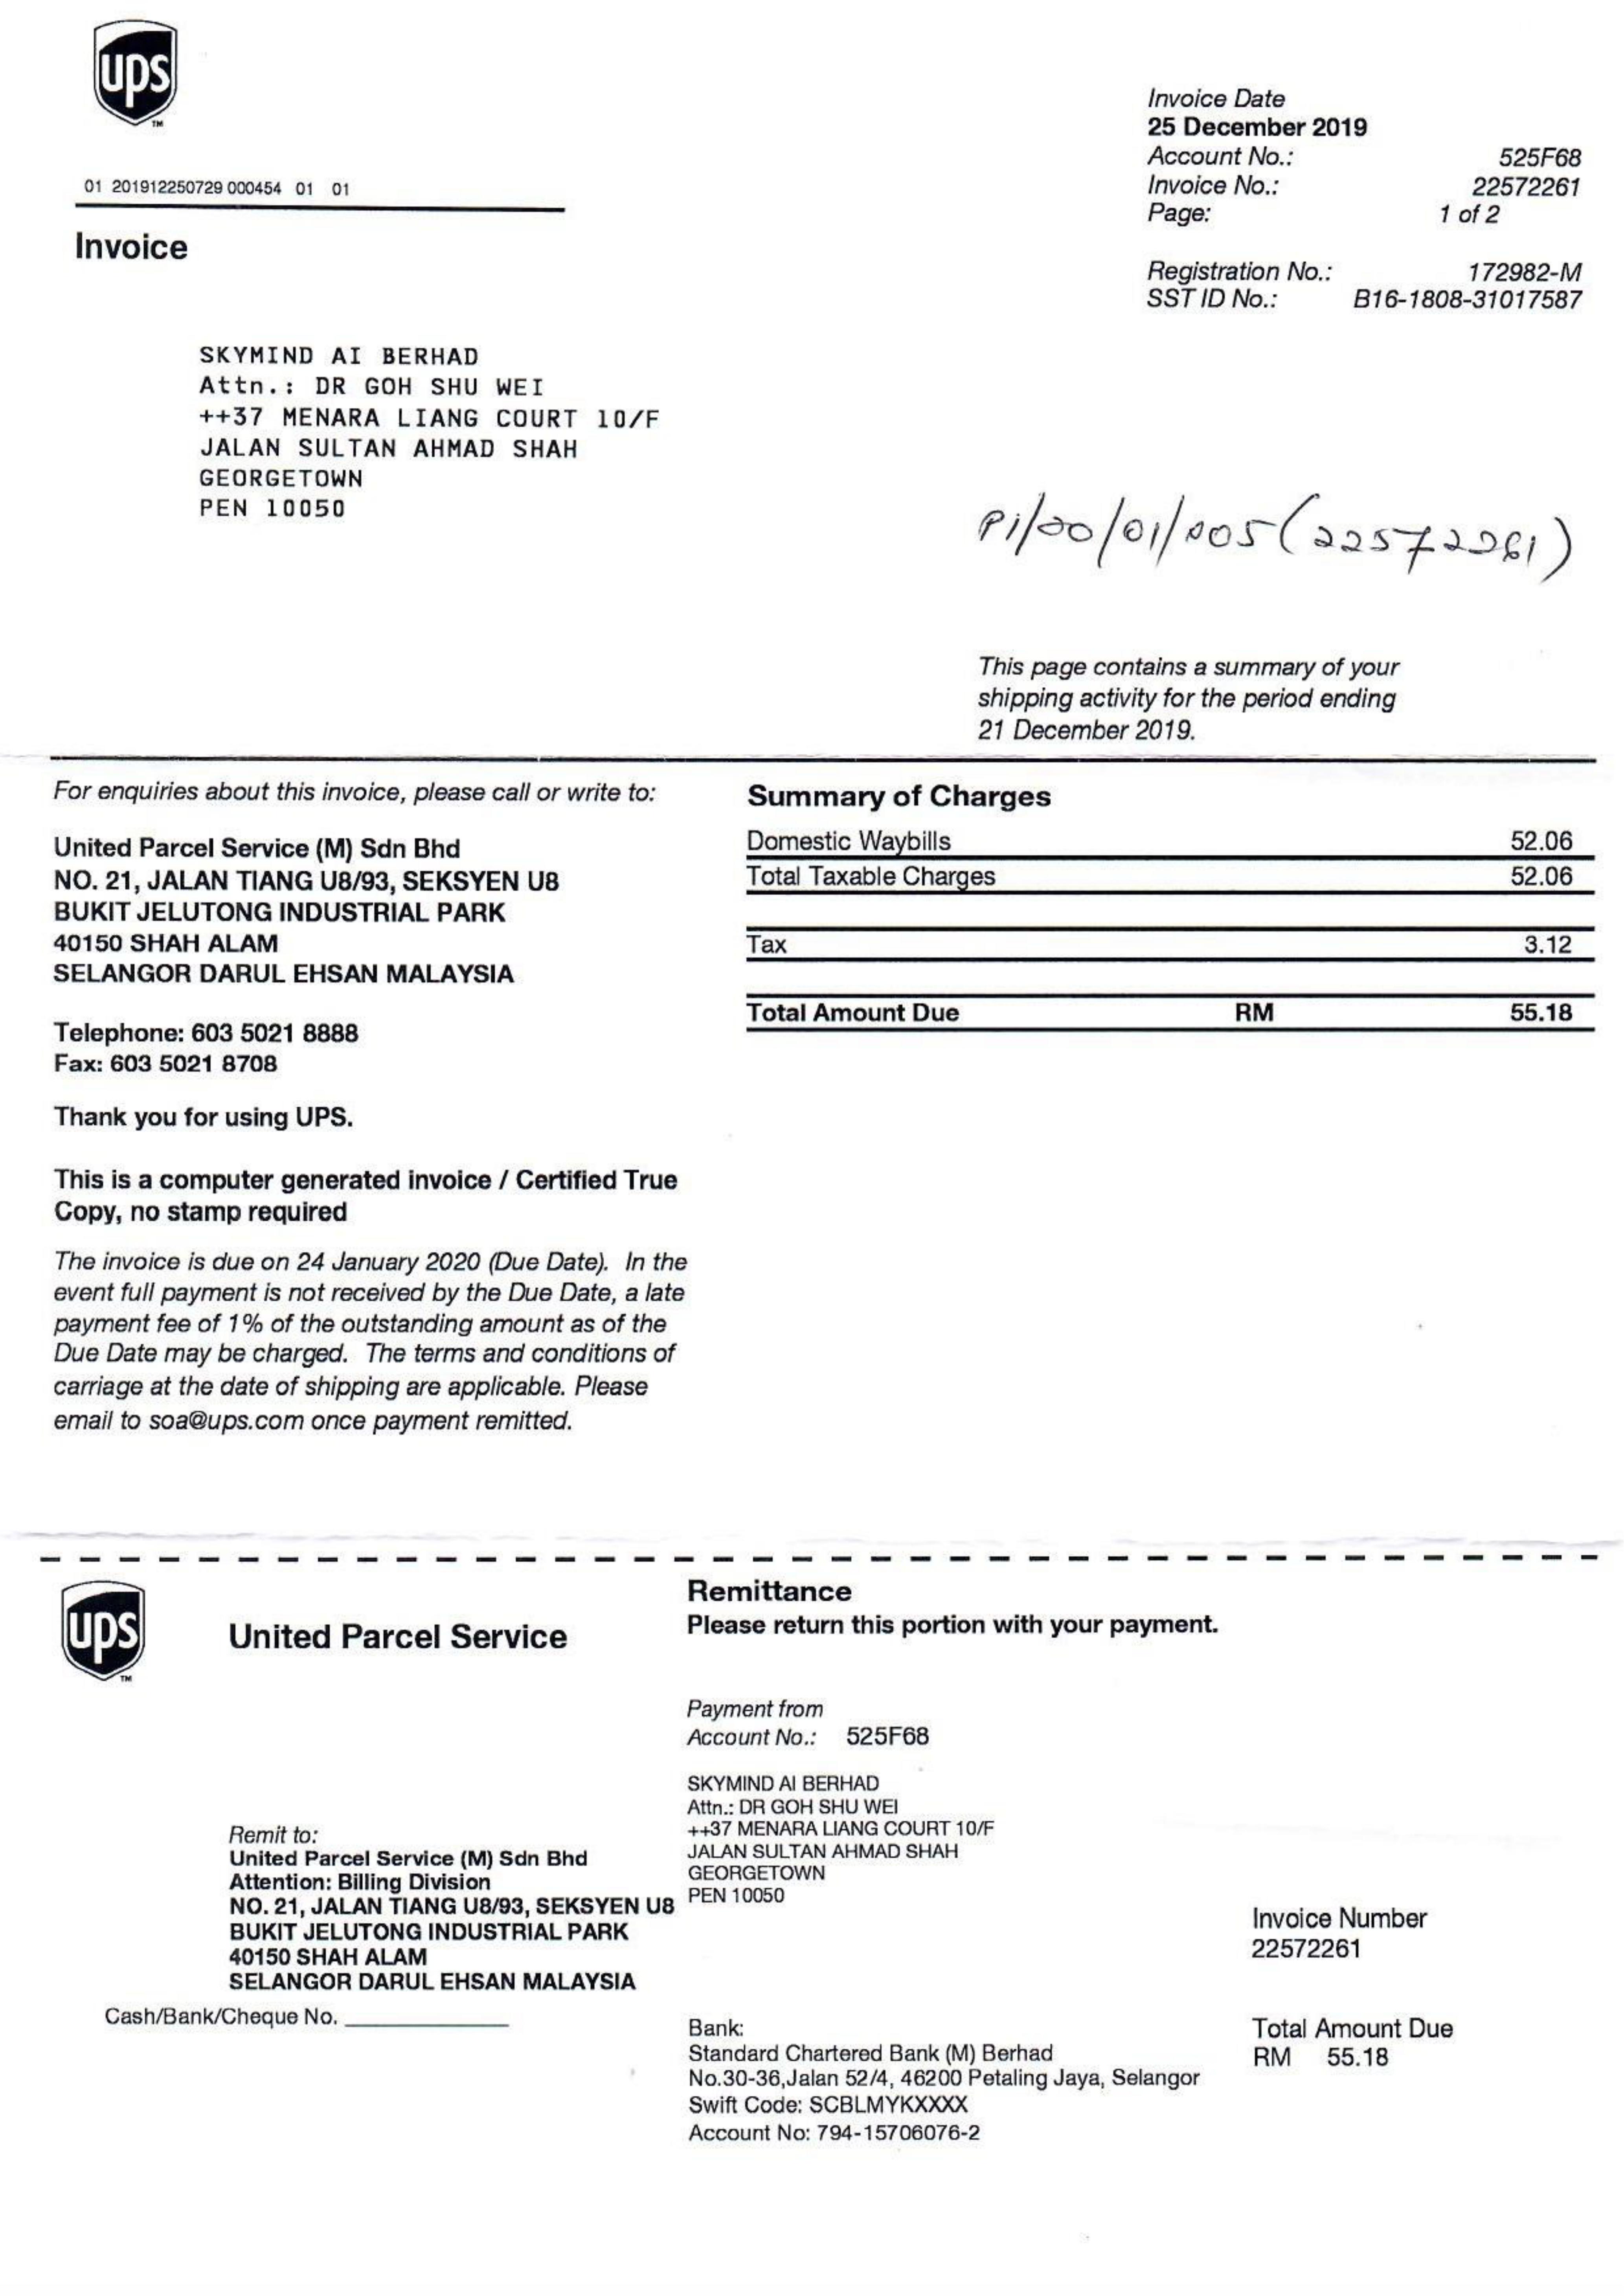 ups
TM
01 201912250729 000454 01 01
Invoice
Invoice Date
25 December 2019
Account No.: 525F68
Invoice No.: 22572261
Page: 1 of 2
Registration No.: 172982-M
SST ID No.: B16-1808-31017587
SKYMIND AI BERHAD
Attn.: DR GOH SHU WEI
++37 MENARA LIANG COURT 10/F
JALAN SULTAN AHMAD SHAH
GEORGETOWN
PEN 10050
PI/20/01/005(22572261)
This page contains a summary of your
shipping activity for the period ending
21 December 2019.
For enquiries about this invoice, please call or write to:
United Parcel Service (M) Sdn Bhd
NO. 21, JALAN TIANG U8/93, SEKSYEN U8
BUKIT JELUTONG INDUSTRIAL PARK
40150 SHAH ALAM
SELANGOR DARUL EHSAN MALAYSIA
Telephone: 603 5021 8888
Fax: 603 5021 8708
Thank you for using UPS.
This is a computer generated invoice / Certified True
Copy, no stamp required
The invoice is due on 24 January 2020 (Due Date). In the
event full payment is not received by the Due Date, a late
payment fee of 1% of the outstanding amount as of the
Due Date may be charged. The terms and conditions of
carriage at the date of shipping are applicable. Please
email to soa@ups.com once payment remitted.
Summary of Charges
Domestic Waybills 52.06
Total Taxable Charges 52.06
Tax 3.12
Total Amount Due RM 55.18
ups
TM
United Parcel Service
Remittance
Please return this portion with your payment.
Payment from
Account No.: 525F68
SKYMIND AI BERHAD
Attn.: DR GOH SHU WEI
++37 MENARA LIANG COURT 10/F
JALAN SULTAN AHMAD SHAH
GEORGETOWN
PEN 10050
Remit to:
United Parcel Service (M) Sdn Bhd
Attention: Billing Division
NO. 21, JALAN TIANG U8/93, SEKSYEN U8
BUKIT JELUTONG INDUSTRIAL PARK
40150 SHAH ALAM
SELANGOR DARUL EHSAN MALAYSIA
Cash/Bank/Cheque No.
Invoice Number
22572261
Bank:
Standard Chartered Bank (M) Berhad
No.30-36,Jalan 52/4, 46200 Petaling Jaya, Selangor
Swift Code: SCBLMYKXXXX
Account No: 794-15706076-2
Total Amount Due
RM 55.18